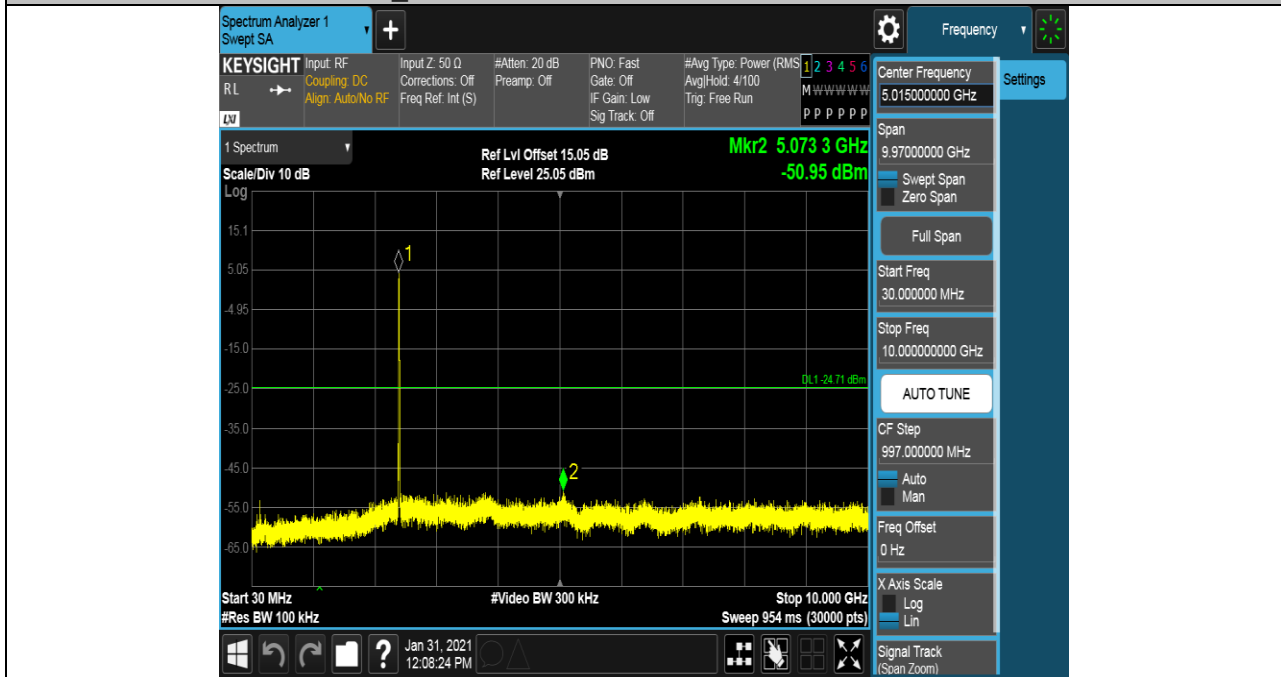 Spectrum Analyzer 1
Swept SA
+
Frequency
KEYSIGHT
RL
LXI
Input: RF
Coupling: DC
Align: Auto/No RF
Input Z: 50 Ω
Corrections: Off
Freq Ref: Int (S)
#Atten: 20 dB
Preamp: Off
PNO: Fast
Gate: Off
IF Gain: Low
Sig Track: Off
#Avg Type: Power (RMS
Avg|Hold: 4/100
Trig: Free Run
1 2 3 4 5 6
M W W W W W
P P P P P P
1 Spectrum
Scale/Div 10 dB
Ref Lvl Offset 15.05 dB
Ref Level 25.05 dBm
Mkr2 5.073 3 GHz
-50.95 dBm
Log
15.1
5.05
-4.95
-15.0
-25.0
-35.0
-45.0
-55.0
-65.0
1
2
DL1 -24.71 dBm
Start 30 MHz
#Res BW 100 kHz
#Video BW 300 kHz
Stop 10.000 GHz
Sweep 954 ms (30000 pts)
?
Jan 31, 2021
12:08:24 PM
Center Frequency
5.015000000 GHz
Span
9.97000000 GHz
Swept Span
Zero Span
Full Span
Start Freq
30.000000 MHz
Stop Freq
10.000000000 GHz
AUTO TUNE
CF Step
997.000000 MHz
Auto
Man
Freq Offset
0 Hz
X Axis Scale
Log
Lin
Signal Track
(Span Zoom)
Settings